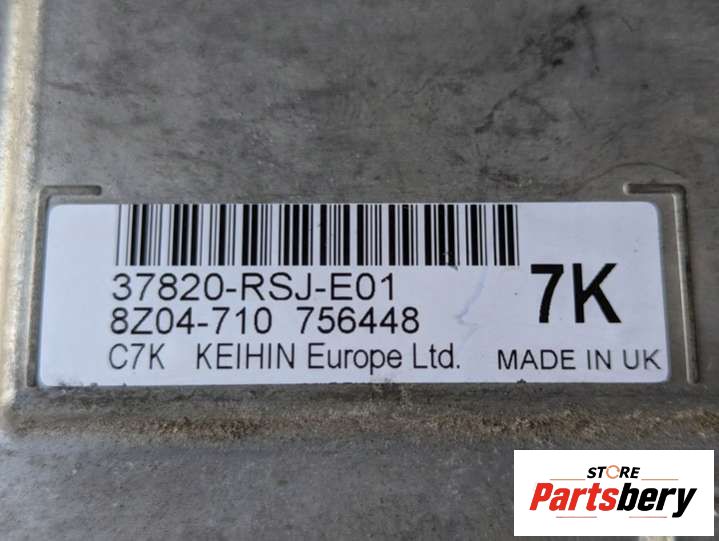 37820-RSJ-E01
8Z04-710 756448
7K
C7K KEIHIN Europe Ltd. MADE IN UK
STORE
Partsbery